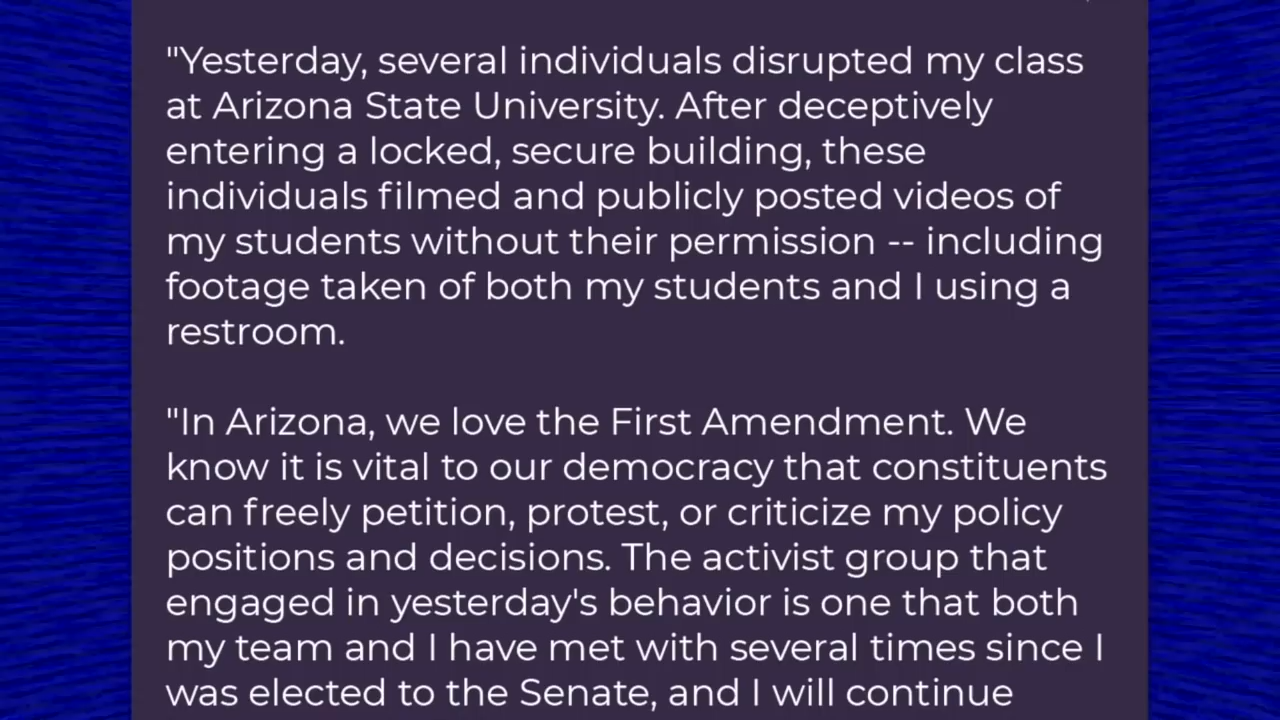 "Yesterday, several individuals disrupted my class
at Arizona State University. After deceptively
entering a locked, secure building, these
individuals filmed and publicly posted videos of
my students without their permission -- including
footage taken of both my students and I using a
restroom.
"In Arizona, we love the First Amendment. We
know it is vital to our democracy that constituents
can freely petition, protest, or criticize my policy
positions and decisions. The activist group that
engaged in yesterday's behavior is one that both
my team and I have met with several times since I
was elected to the Senate, and I will continue